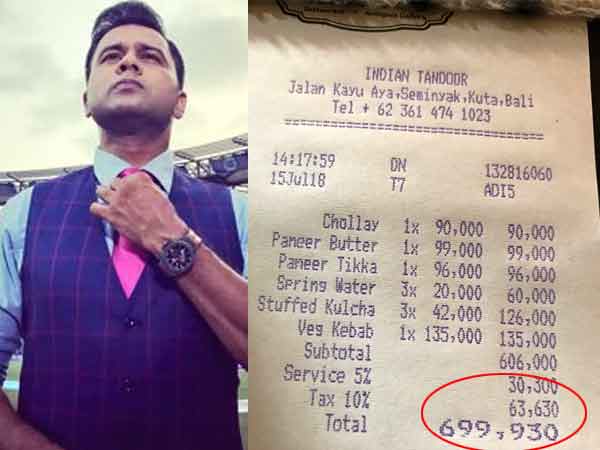 INDIAN TANDOOR
Jalan Kayu Aya,Seminyak,Kuta,Bali
Tel + 62 361 474 1023
==================================
14:17:59 DN 132816060
15Jul18 T7 ADI5
Chollay 1x 90,000 90,000
Paneer Butter 1x 99,000 99,000
Paneer Tikka 1x 96,000 96,000
Spring Water 3x 20,000 60,000
Stuffed Kulcha 3x 42,000 126,000
Veg Kebab 1x 135,000 135,000
Subtotal 606,000
Service 5% 30,300
Tax 10% 63,630
Total 699,930